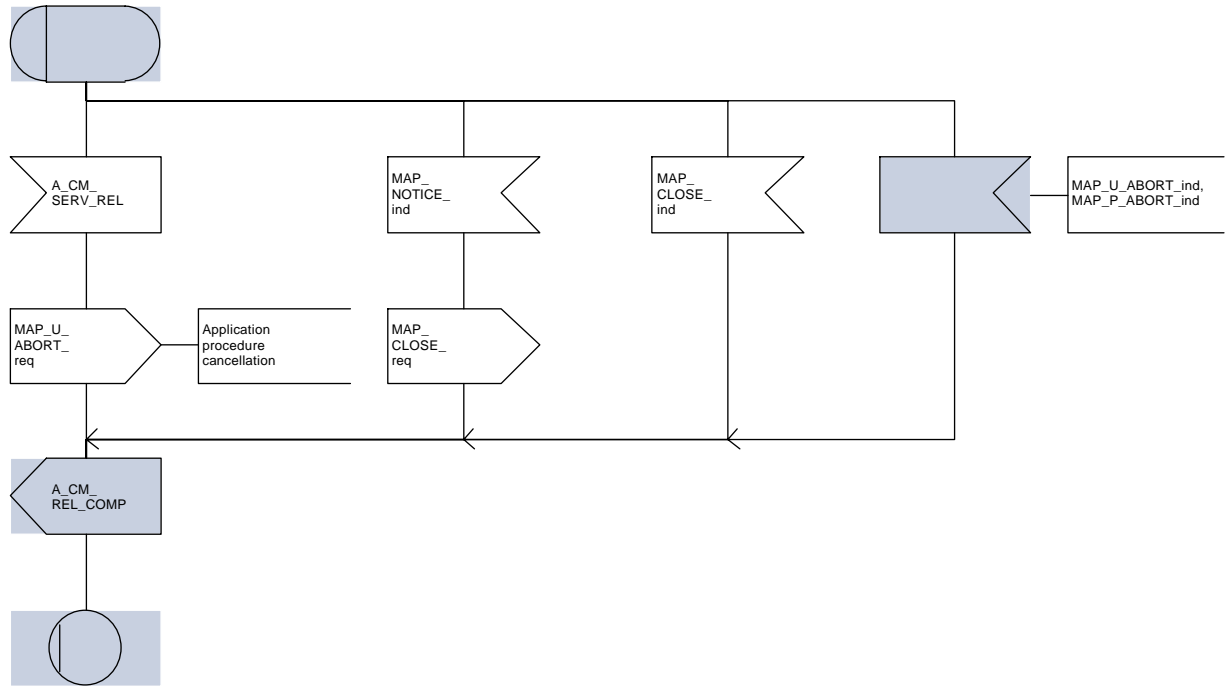 A_CM_
SERV_REL
MAP_
NOTICE_
ind
MAP_
CLOSE_
ind
MAP_U_ABORT_ind,
MAP_P_ABORT_ind
MAP_U_
ABORT_
req
Application
procedure
cancellation
MAP_
CLOSE_
req
A_CM_
REL_COMP